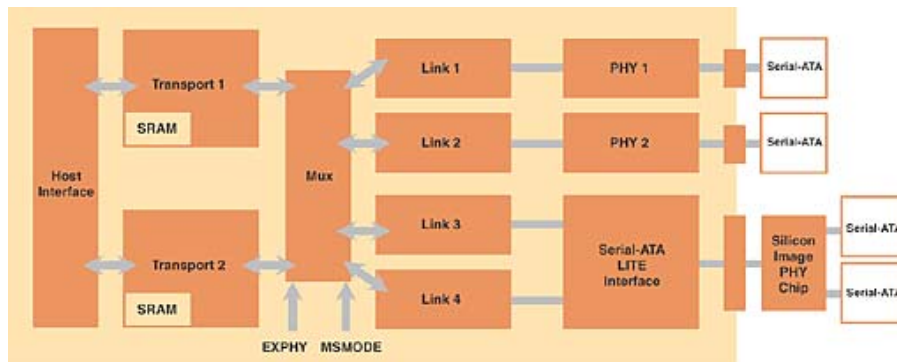 Host
Interface
Transport 1
SRAM
Transport 2
SRAM
Mux
EXPHY
MSMODE
Link 1
Link 2
Link 3
Link 4
PHY 1
PHY 2
Serial-ATA
LITE
Interface
Serial-ATA
Serial-ATA
Silicon
Image
PHY
Chip
Serial-ATA
Serial-ATA